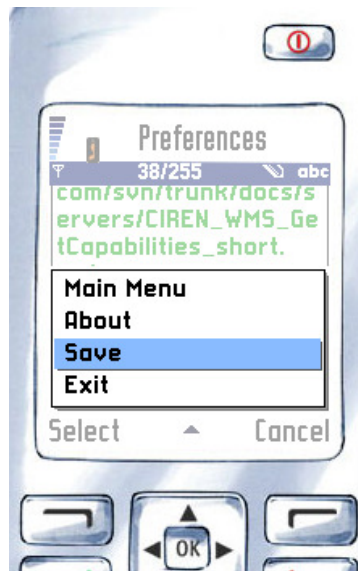 Preferences
38/255 abc
com/svn/trunk/docs/s
ervers/CIREN_WMS_Ge
tCapabilities_short.
Main Menu
About
Save
Exit
Select Cancel
OK